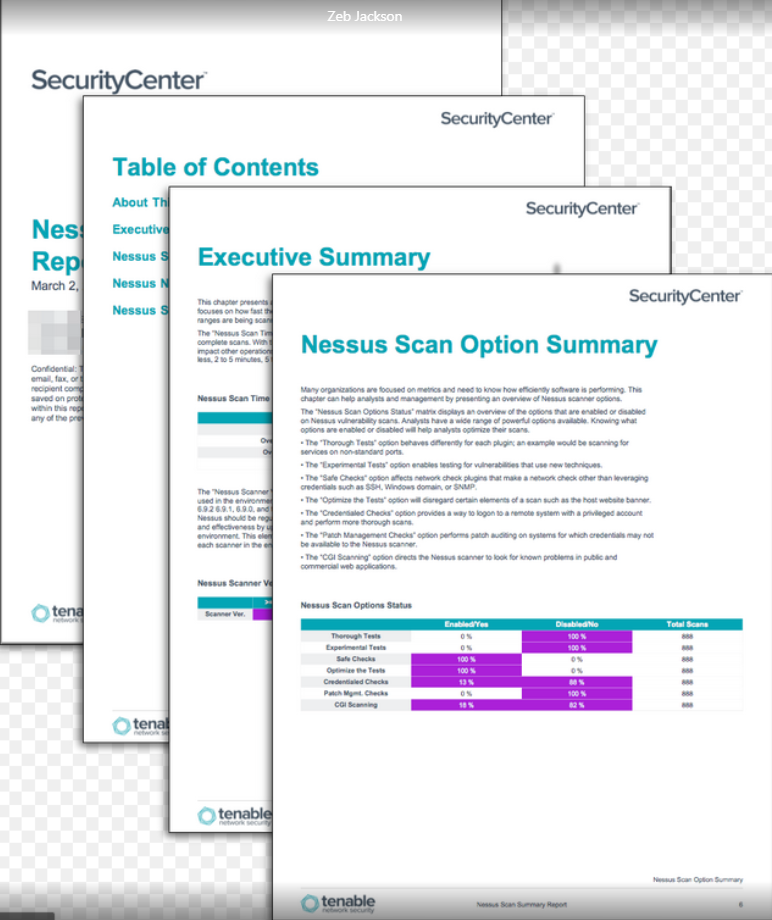 Zeb Jackson
SecurityCenter™
Ness
Rep
March 2,
Confidential: T
email, fax, or t
recipient comp
saved on prote
within this repo
any of the prev
tena
network s
SecurityCenter™
Table of Contents
About Thi
Executive
Nessus S
Nessus N
Nessus S
tenab
network se
SecurityCenter™
Executive Summary
This chapter presents a
focuses on how fast the
ranges are being scan
The "Nessus Scan Tim
complete scans. With t
impact other operation
less, 2 to 5 minutes, 5
Nessus Scan Time
Ove
Ov
The "Nessus Scanner V
used in the environmen
6.9.2 6.9.1, 6.9.0, and
Nessus should be regu
and effectiveness by u
environment. This elem
each scanner in the en
Nessus Scanner Ve
Scanner Ver.
tenable
network security
SecurityCenter™
Nessus Scan Option Summary
Many organizations are focused on metrics and need to know how efficiently software is performing. This
chapter can help analysts and management by presenting an overview of Nessus scanner options.
The "Nessus Scan Options Status" matrix displays an overview of the options that are enabled or disabled
on Nessus vulnerability scans. Analysts have a wide range of powerful options available. Knowing what
options are enabled or disabled will help analysts optimize their scans.
• The "Thorough Tests" option behaves differently for each plugin; an example would be scanning for
services on non-standard ports.
• The "Experimental Tests" option enables testing for vulnerabilities that use new techniques.
• The "Safe Checks" option affects network check plugins that make a network check other than leveraging
credentials such as SSH, Windows domain, or SNMP.
• The "Optimize the Tests" option will disregard certain elements of a scan such as the host website banner.
• The "Credentialed Checks" option provides a way to logon to a remote system with a privileged account
and perform more thorough scans.
• The "Patch Management Checks" option performs patch auditing on systems for which credentials may not
be available to the Nessus scanner.
• The "CGI Scanning" option directs the Nessus scanner to look for known problems in public and
commercial web applications.
Nessus Scan Options Status
Enabled/Yes Disabled/No Total Scans
Thorough Tests 0 % 100 % 888
Experimental Tests 0 % 100 % 888
Safe Checks 100 % 0 % 888
Optimize the Tests 100 % 0 % 888
Credentialed Checks 13 % 88 % 888
Patch Mgmt. Checks 0 % 100 % 888
CGI Scanning 18 % 82 % 888
Nessus Scan Option Summary
tenable
network security
Nessus Scan Summary Report
6